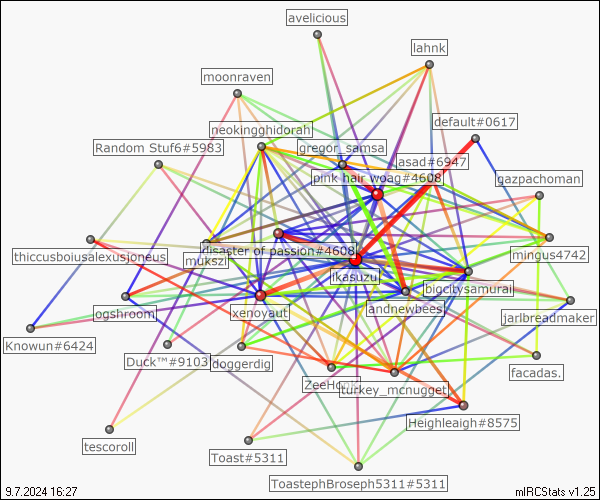 avelicious
lahnk
moonraven
default#0617
neokingghidorah
gregor_samsa
Random Stuf6#5983
asad#6947
pink hair woag#4608
gazpachoman
disaster of passion#4608
mingus4742
thiccusboiusalexusjoneus
mukszi
ikasuzu
bigcitysamurai
ogshroom
xenoyaut
andnewbees
jarlbreadmaker
Knowun#6424
Duck™#9103
doggerdig
facadas.
turkey_mcnugget
Heighleaigh#8575
tescoroll
Toast#5311
ToastephBroseph5311#5311
9.7.2024 16:27
mIRCStats v1.25